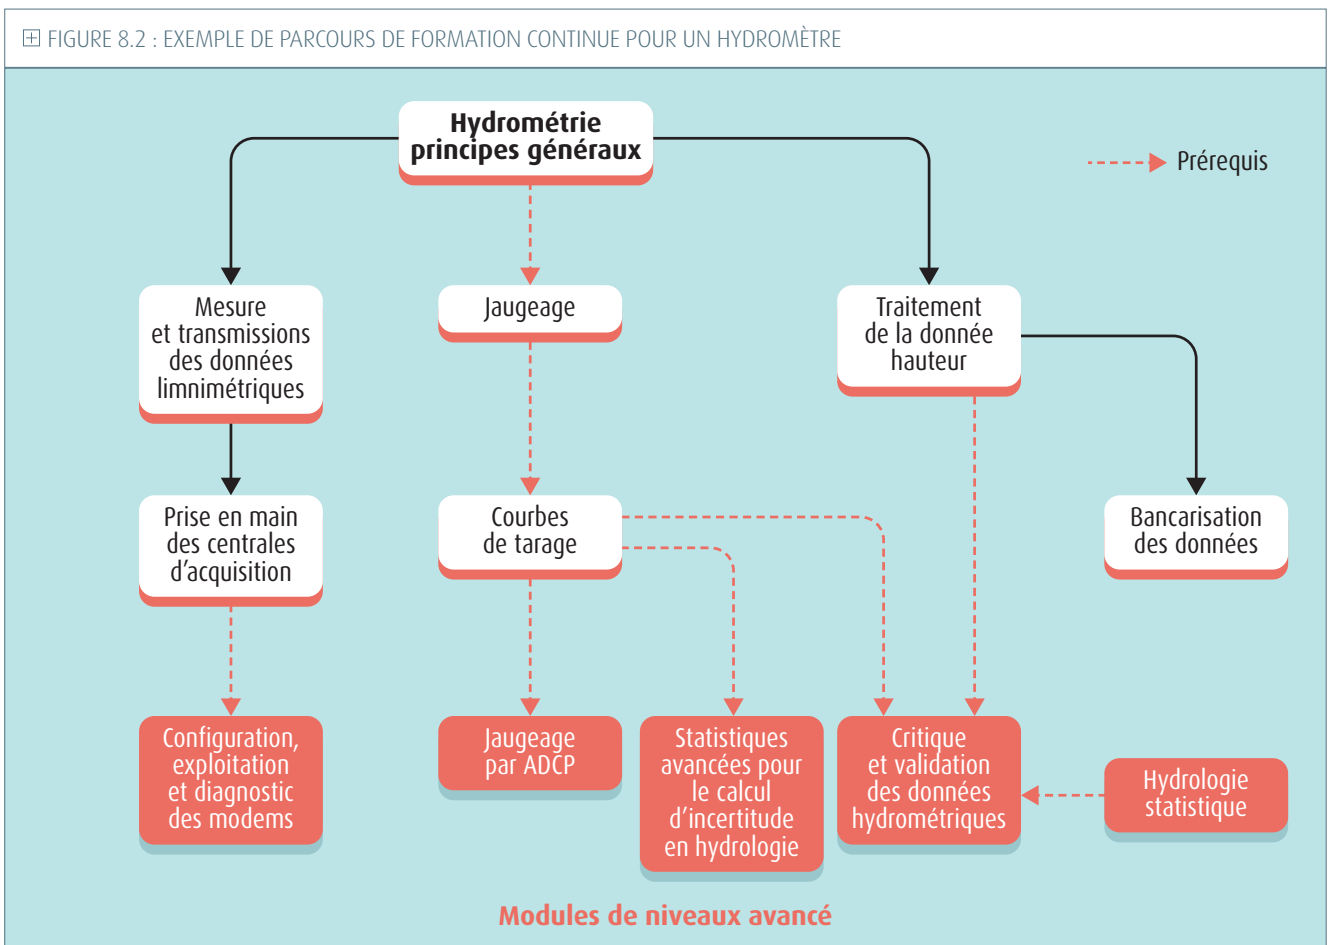 FIGURE 8.2 : EXEMPLE DE PARCOURS DE FORMATION CONTINUE POUR UN HYDROMÈTRE
Hydrométrie
principes généraux
Prérequis
Mesure
et transmissions
des données
limnimétriques
Jaugeage
Traitement
de la donnée
hauteur
Prise en main
des centrales
d’acquisition
Courbes
de tarage
Bancarisation
des données
Configuration,
exploitation
et diagnostic
des modems
Jaugeage
par ADCP
Statistiques
avancées pour
le calcul
d’incertitude
en hydrologie
Critique
et validation
des données
hydrométriques
Hydrologie
statistique
Modules de niveaux avancé